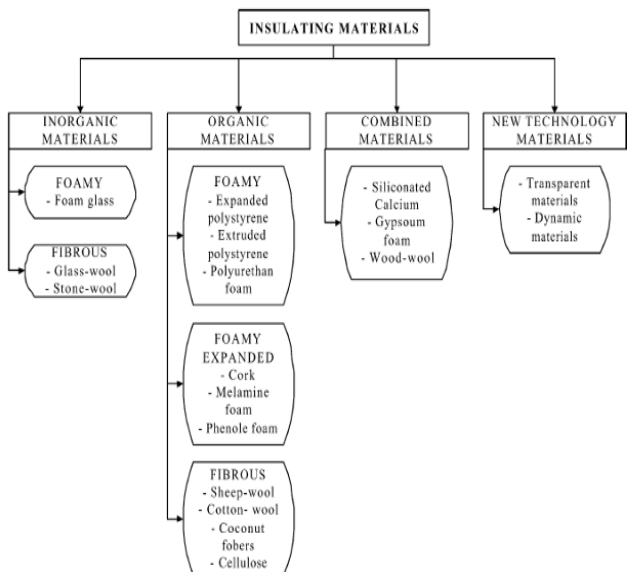 INSULATING MATERIALS
INORGANIC
MATERIALS
ORGANIC
MATERIALS
COMBINED
MATERIALS
NEW TECHNOLOGY
MATERIALS
FOAMY
- Foam glass
FIBROUS
- Glass-wool
- Stone-wool
FOAMY
- Expanded
polystyrene
- Extruded
polystyrene
- Polyurethan
foam
FOAMY
EXPANDED
- Cork
- Melamine
foam
- Phenole foam
FIBROUS
- Sheep-wool
- Cotton- wool
- Coconut
fobers
- Cellulose
- Siliconated
Calcium
- Gypsoum
foam
- Wood-wool
- Transparent
materials
- Dynamic
materials